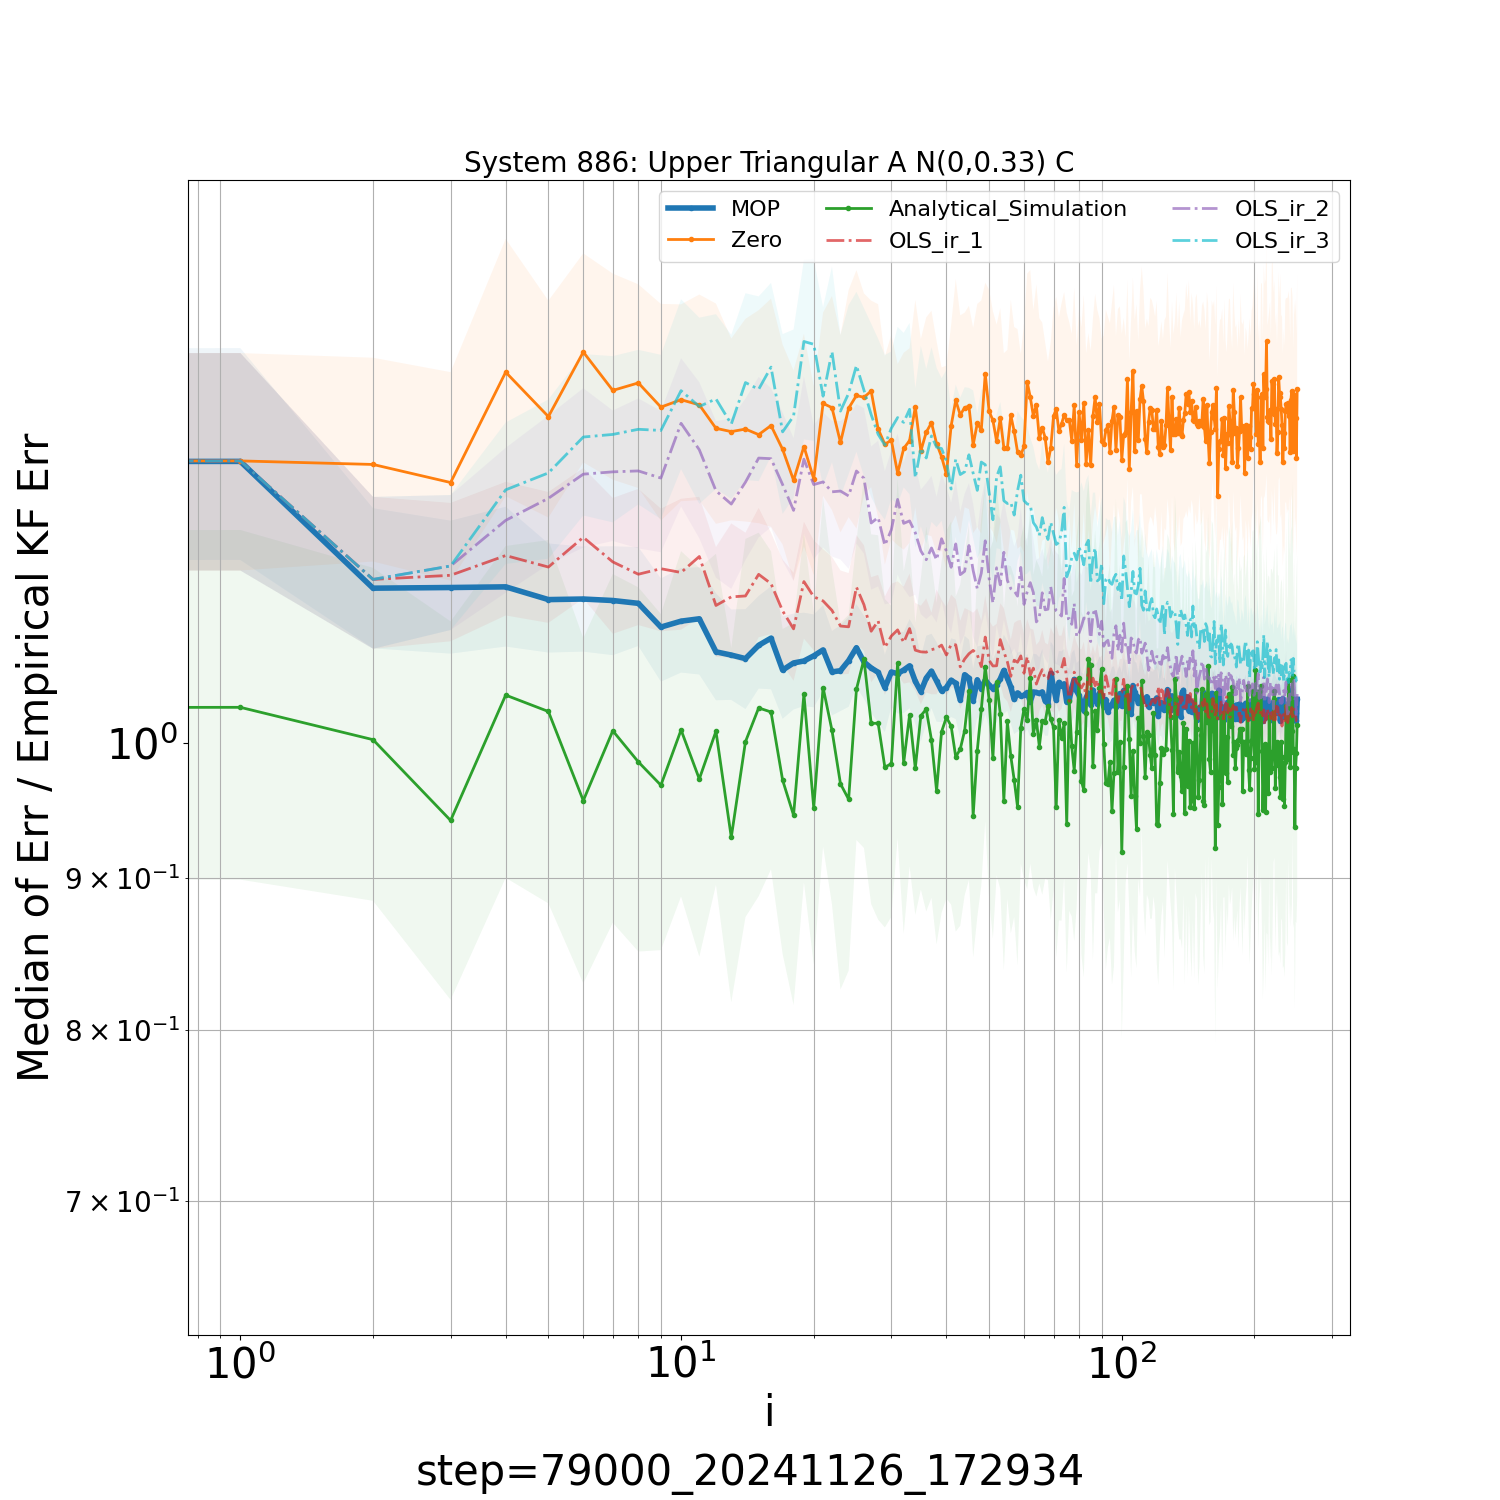 System 886: Upper Triangular A N(0,0.33) C
MOP
Zero
Analytical_Simulation
OLS_ir_1
OLS_ir_2
OLS_ir_3
Median of Err / Empirical KF Err
10⁰
9 × 10⁻¹
8 × 10⁻¹
7 × 10⁻¹
10⁰ 10¹ 10²
i
step=79000_20241126_172934